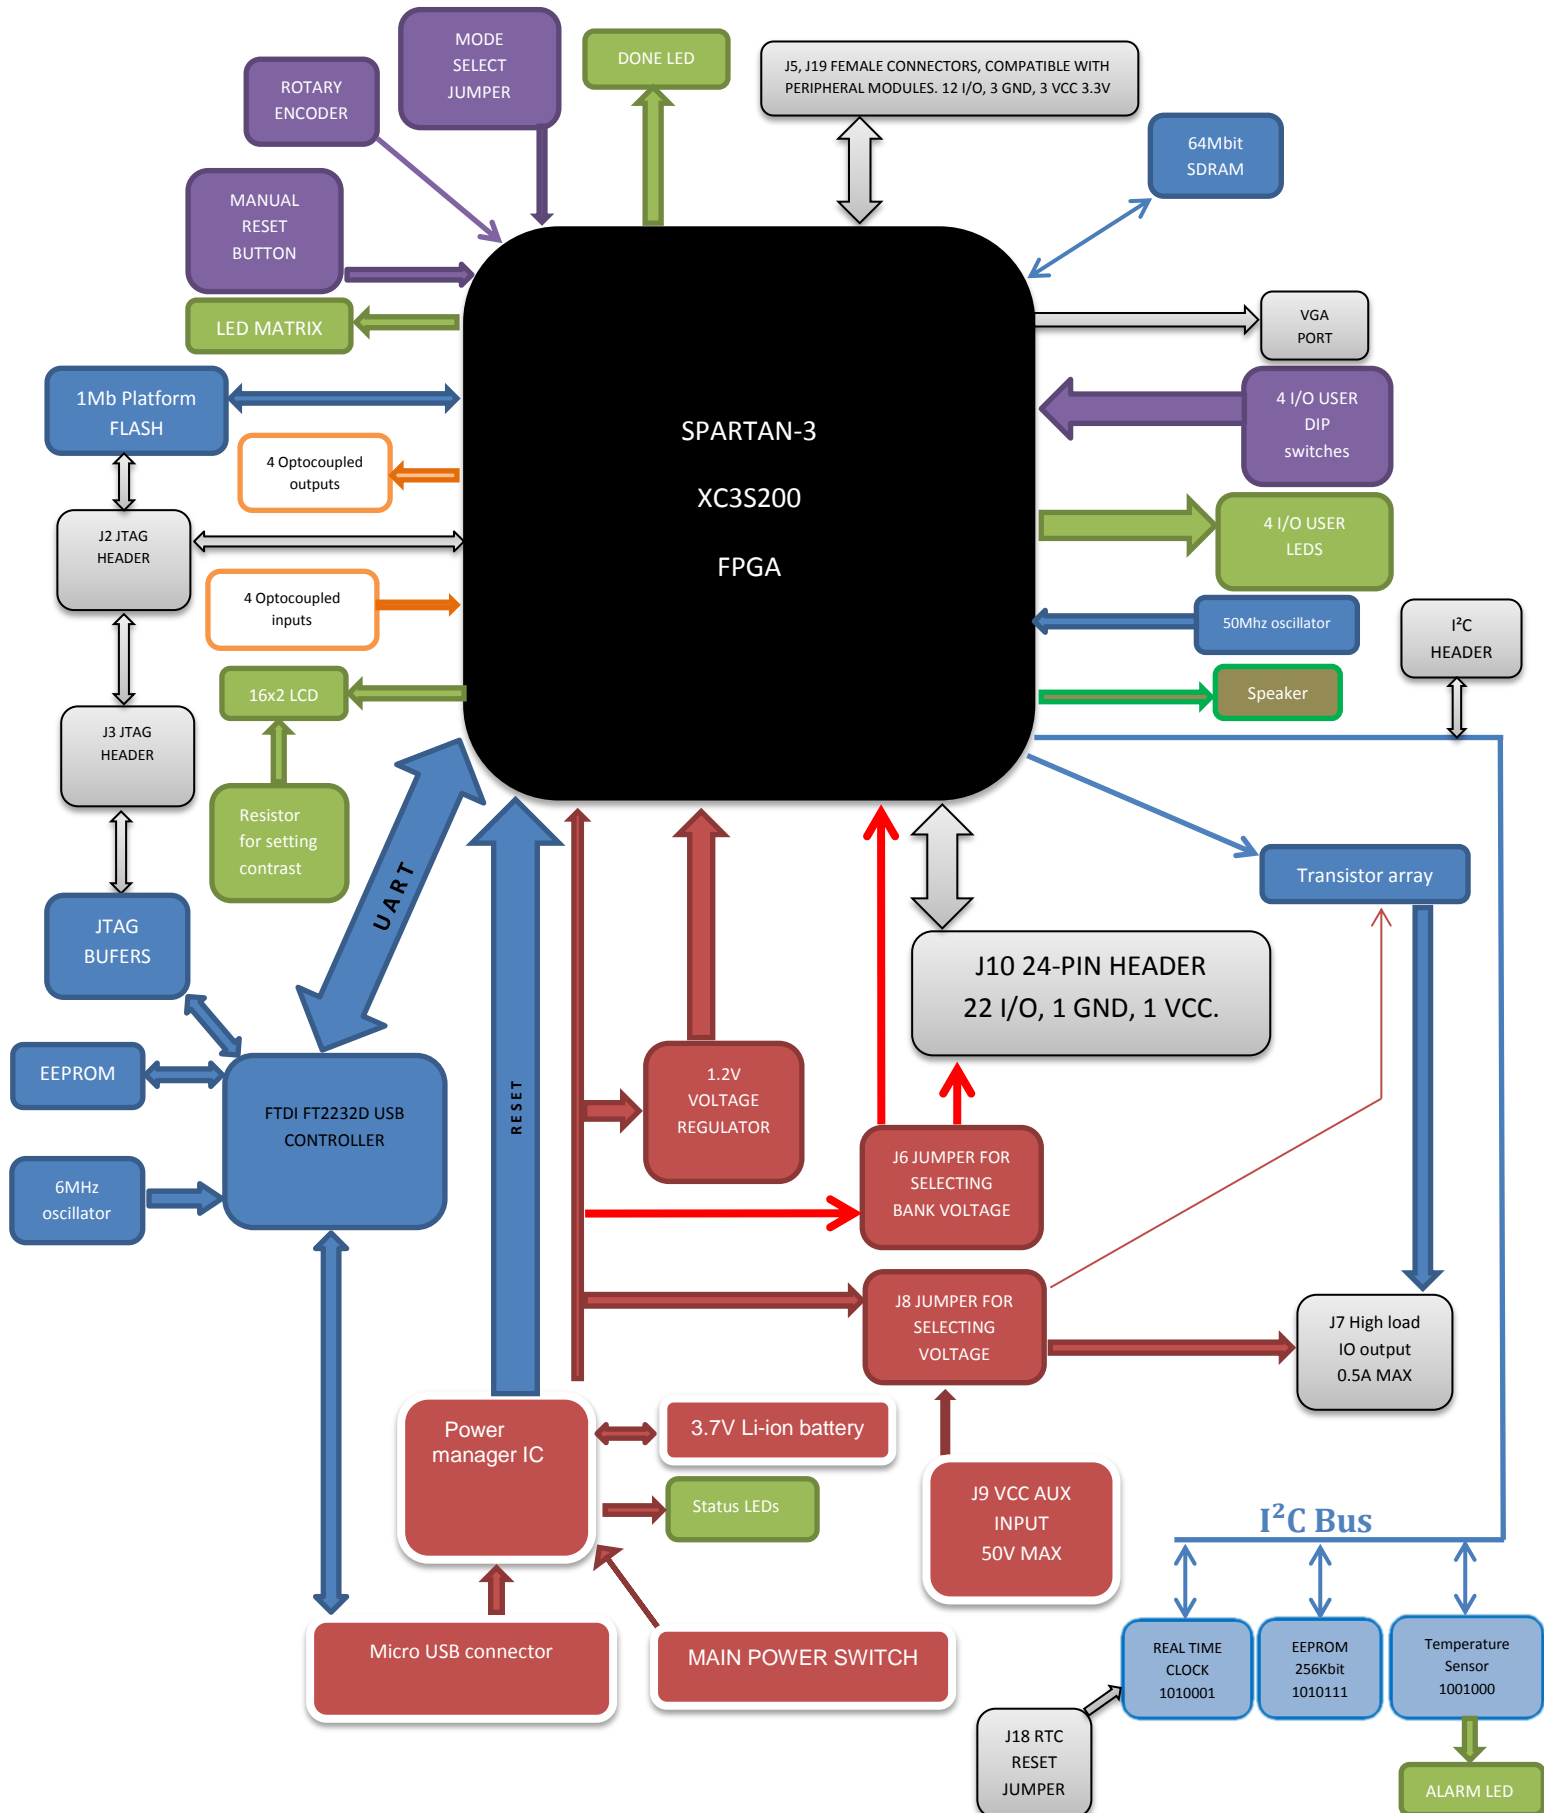 MODE
SELECT
JUMPER
DONE LED
J5, J19 FEMALE CONNECTORS, COMPATIBLE WITH
PERIPHERAL MODULES. 12 I/O, 3 GND, 3 VCC 3.3V
ROTARY
ENCODER
64Mbit
SDRAM
MANUAL
RESET
BUTTON
LED MATRIX
VGA
PORT
1Mb Platform
FLASH
4 I/O USER
DIP
switches
SPARTAN-3
XC3S200
FPGA
4 Optocoupled
outputs
J2 JTAG
HEADER
4 I/O USER
LEDS
4 Optocoupled
inputs
50Mhz oscillator
I²C
HEADER
16x2 LCD
Speaker
J3 JTAG
HEADER
Resistor
for setting
contrast
UART
Transistor array
JTAG
BUFERS
J10 24-PIN HEADER
22 I/O, 1 GND, 1 VCC.
EEPROM
FTDI FT2232D USB
CONTROLLER
RESET
1.2V
VOLTAGE
REGULATOR
6MHz
oscillator
J6 JUMPER FOR
SELECTING
BANK VOLTAGE
J8 JUMPER FOR
SELECTING
VOLTAGE
J7 High load
IO output
0.5A MAX
Power
manager IC
3.7V Li-ion battery
Status LEDs
J9 VCC AUX
INPUT
50V MAX
I²C Bus
Micro USB connector
MAIN POWER SWITCH
REAL TIME
CLOCK
1010001
EEPROM
256Kbit
1010111
Temperature
Sensor
1001000
J18 RTC
RESET
JUMPER
ALARM LED